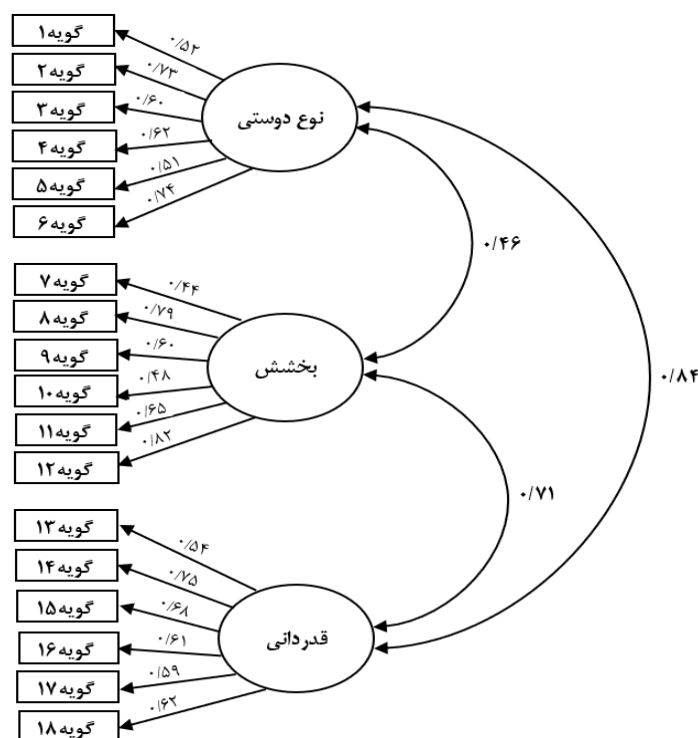 گویه۱
۰/۵۲
گویه۲
۰/۷۳
گویه۳
۰/۶۰
گویه۴
۰/۶۲
گویه۵
۰/۵۱
گویه۶
۰/۷۴
نوع دوستی
۰/۴۶
۰/۸۴
گویه۷
۰/۴۴
گویه۸
۰/۷۹
گویه۹
۰/۶۰
گویه۱۰
۰/۴۸
گویه۱۱
۰/۶۵
گویه۱۲
۰/۸۲
بخشش
۰/۷۱
گویه۱۳
۰/۵۴
گویه۱۴
۰/۷۵
گویه۱۵
۰/۶۸
گویه۱۶
۰/۶۱
گویه۱۷
۰/۵۹
گویه۱۸
۰/۶۲
قدردانی